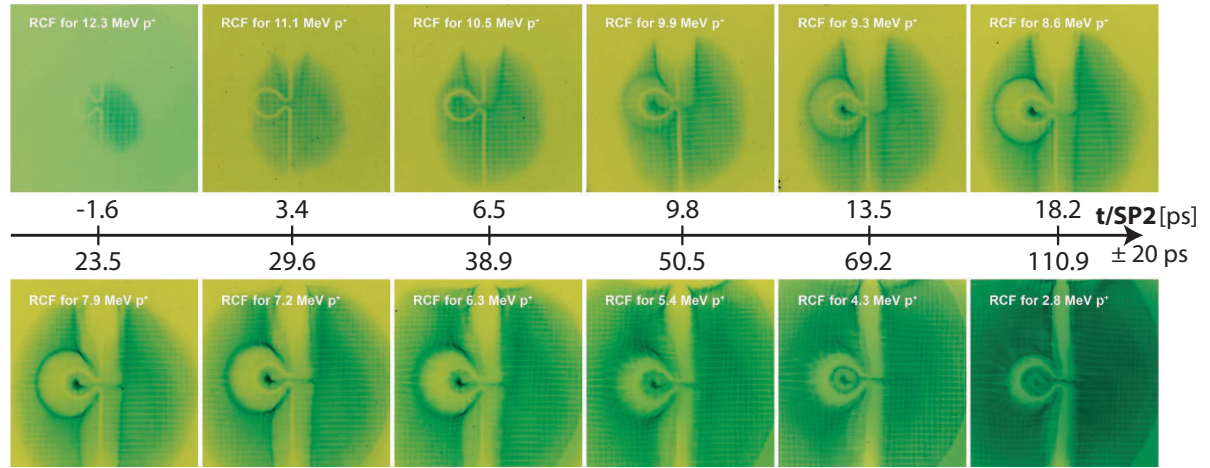 RCF for 12.3 MeV p⁺ RCF for 11.1 MeV p⁺ RCF for 10.5 MeV p⁺ RCF for 9.9 MeV p⁺ RCF for 9.3 MeV p⁺ RCF for 8.6 MeV p⁺
-1.6 3.4 6.5 9.8 13.5 18.2 t/SP2 [ps]
23.5 29.6 38.9 50.5 69.2 110.9 ± 20 ps
RCF for 7.9 MeV p⁺ RCF for 7.2 MeV p⁺ RCF for 6.3 MeV p⁺ RCF for 5.4 MeV p⁺ RCF for 4.3 MeV p⁺ RCF for 2.8 MeV p⁺